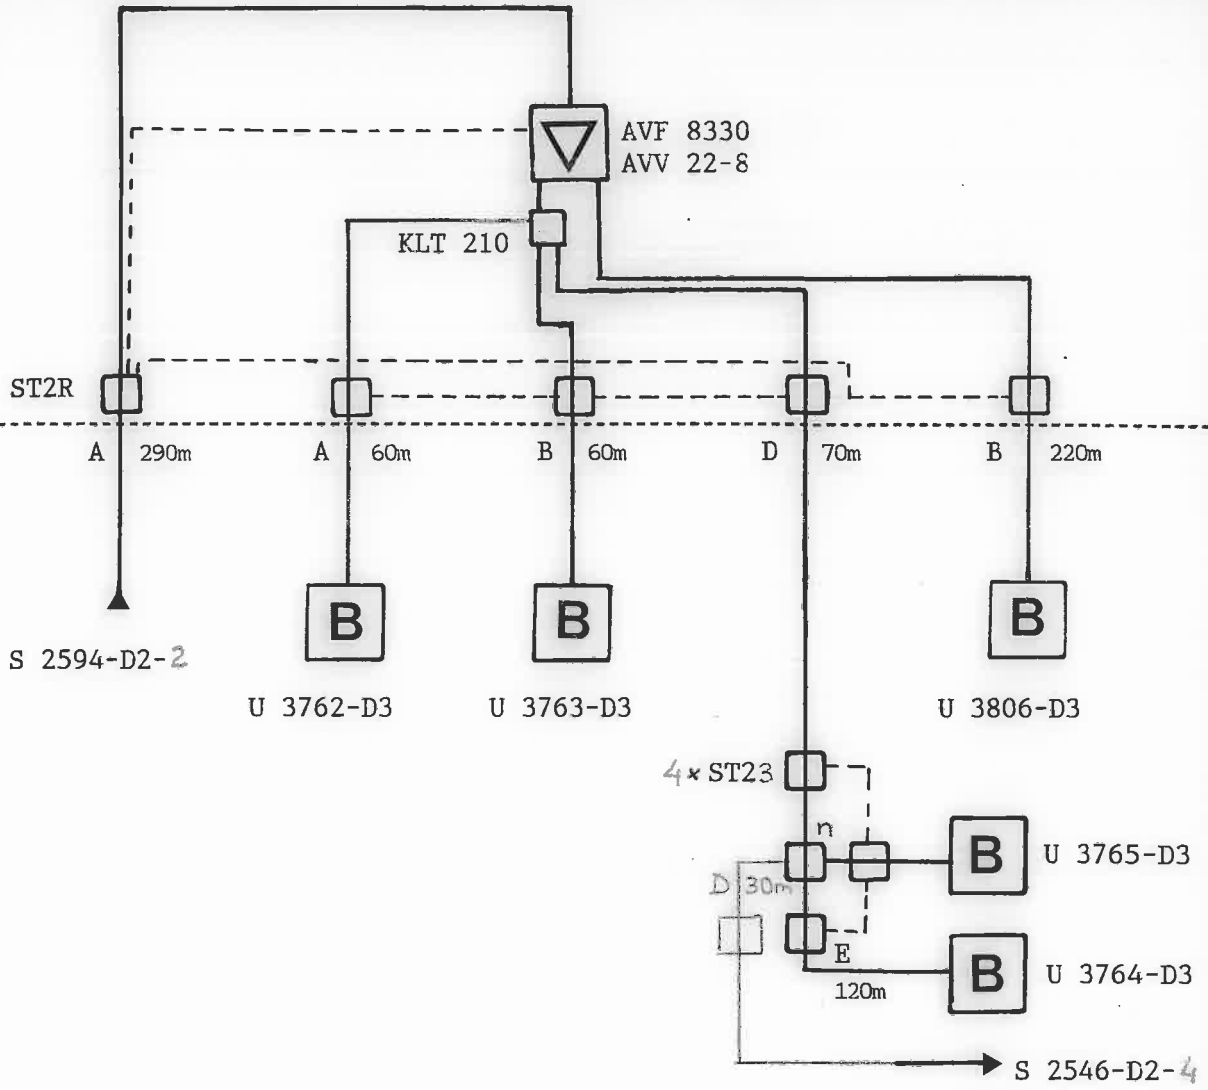 AVF 8330
AVV 22-8
KLT 210
ST2R
A 290m
A 60m
B 60m
D 70m
B 220m
B
B
B
S 2594-D2-2
U 3762-D3
U 3763-D3
U 3806-D3
4x ST23
n
B
U 3765-D3
D 30m
E
B
U 3764-D3
120m
S 2546-D2-4